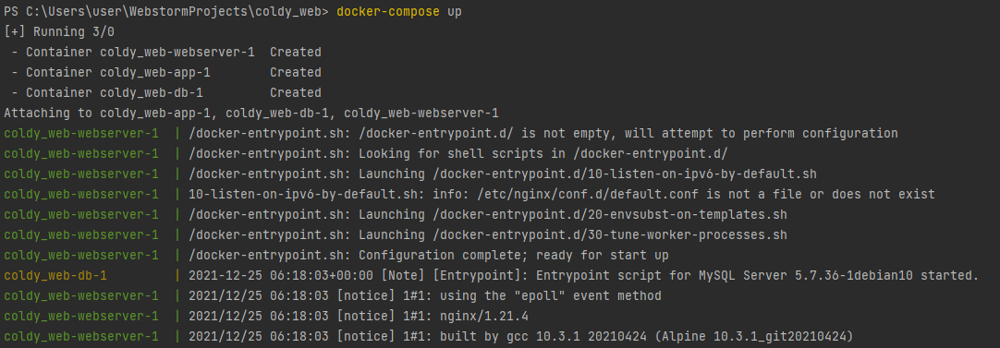 PS C:\Users\user\WebstormProjects\coldy_web> docker-compose up
[+] Running 3/0
 - Container coldy_web-webserver-1  Created
 - Container coldy_web-app-1        Created
 - Container coldy_web-db-1         Created
Attaching to coldy_web-app-1, coldy_web-db-1, coldy_web-webserver-1
coldy_web-webserver-1  | /docker-entrypoint.sh: /docker-entrypoint.d/ is not empty, will attempt to perform configuration
coldy_web-webserver-1  | /docker-entrypoint.sh: Looking for shell scripts in /docker-entrypoint.d/
coldy_web-webserver-1  | /docker-entrypoint.sh: Launching /docker-entrypoint.d/10-listen-on-ipv6-by-default.sh
coldy_web-webserver-1  | 10-listen-on-ipv6-by-default.sh: info: /etc/nginx/conf.d/default.conf is not a file or does not exist
coldy_web-webserver-1  | /docker-entrypoint.sh: Launching /docker-entrypoint.d/20-envsubst-on-templates.sh
coldy_web-webserver-1  | /docker-entrypoint.sh: Launching /docker-entrypoint.d/30-tune-worker-processes.sh
coldy_web-webserver-1  | /docker-entrypoint.sh: Configuration complete; ready for start up
coldy_web-db-1         | 2021-12-25 06:18:03+00:00 [Note] [Entrypoint]: Entrypoint script for MySQL Server 5.7.36-1debian10 started.
coldy_web-webserver-1  | 2021/12/25 06:18:03 [notice] 1#1: using the "epoll" event method
coldy_web-webserver-1  | 2021/12/25 06:18:03 [notice] 1#1: nginx/1.21.4
coldy_web-webserver-1  | 2021/12/25 06:18:03 [notice] 1#1: built by gcc 10.3.1 20210424 (Alpine 10.3.1_git20210424)